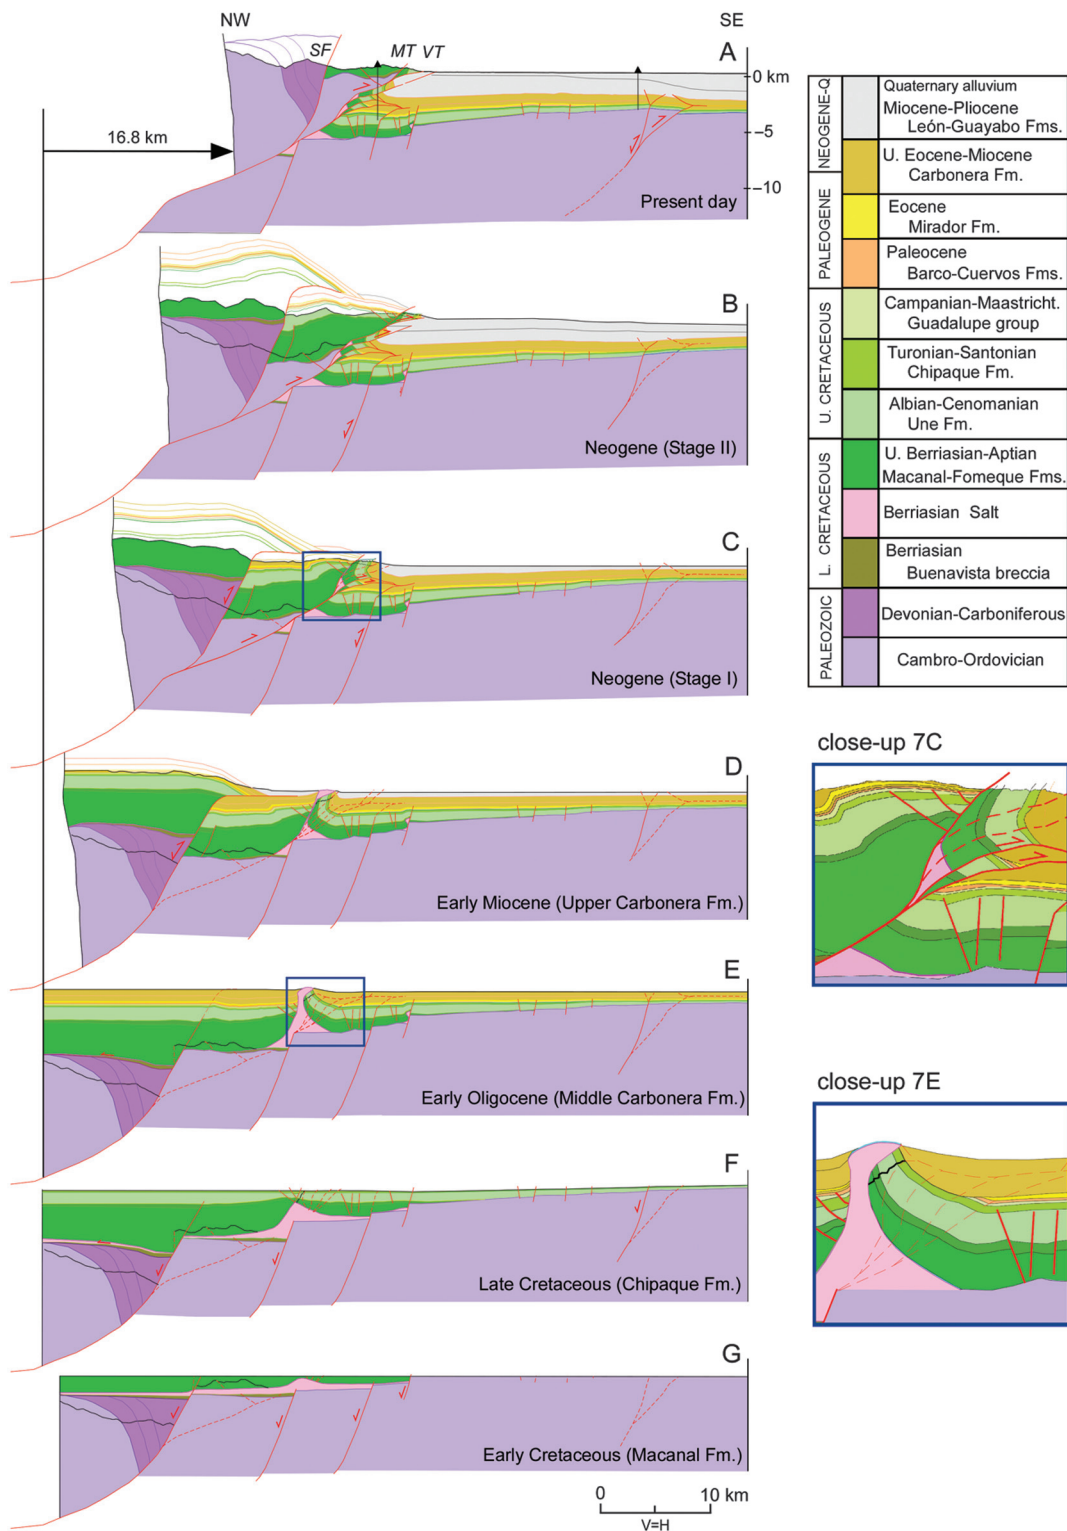 NW
SE
SF
MT
VT
A
0 km
−5
−10
16.8 km
Present day
B
Neogene (Stage II)
C
Neogene (Stage I)
D
Early Miocene (Upper Carbonera Fm.)
E
Early Oligocene (Middle Carbonera Fm.)
F
Late Cretaceous (Chipaque Fm.)
G
Early Cretaceous (Macanal Fm.)
0
10 km
V=H
NEOGENE-Q
PALEOGENE
U. CRETACEOUS
L. CRETACEOUS
PALEOZOIC
Quaternary alluvium
Miocene-Pliocene
León-Guayabo Fms.
U. Eocene-Miocene
Carbonera Fm.
Eocene
Mirador Fm.
Paleocene
Barco-Cuervos Fms.
Campanian-Maastricht.
Guadalupe group
Turonian-Santonian
Chipaque Fm.
Albian-Cenomanian
Une Fm.
U. Berriasian-Aptian
Macanal-Fomeque Fms.
Berriasian Salt
Berriasian
Buenavista breccia
Devonian-Carboniferous
Cambro-Ordovician
close-up 7C
close-up 7E